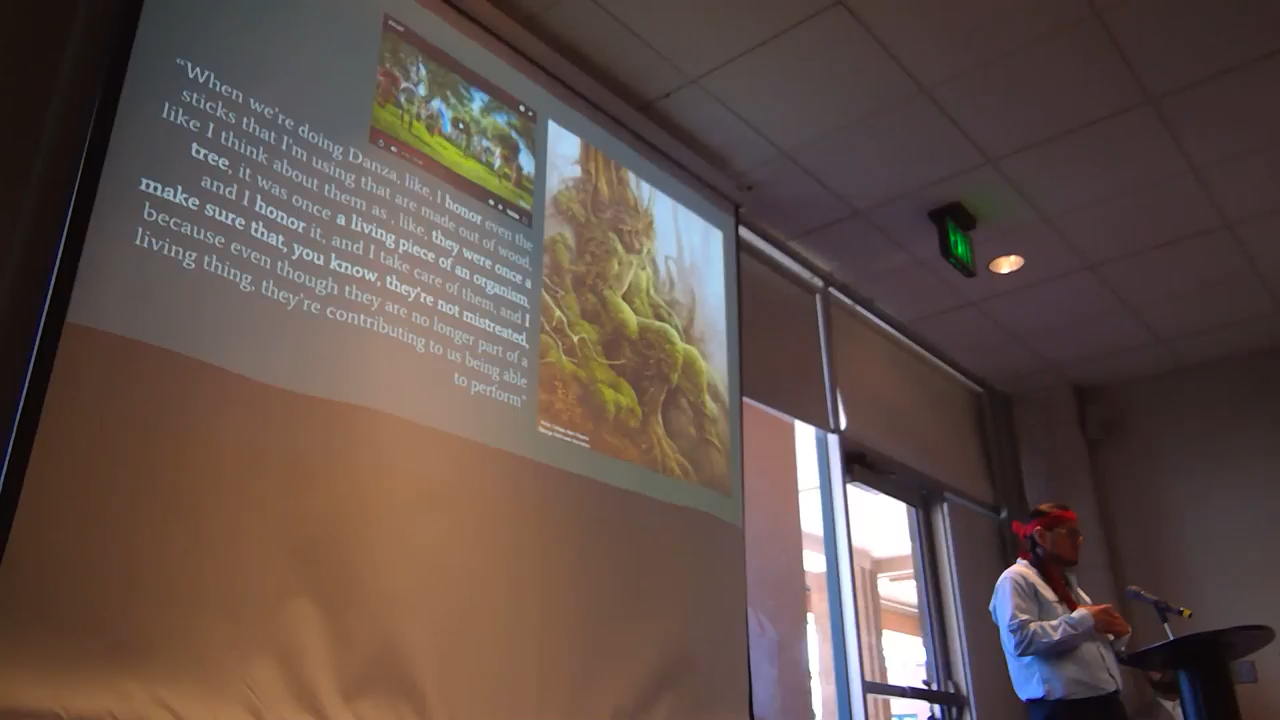 “When we're doing Danza, like, I honor even the
sticks that I'm using that are made out of wood,
like I think about them as , like, they were once a
tree, it was once a living piece of an organism,
and I honor it, and I take care of them, and I
make sure that, you know, they're not mistreated,
because even though they are no longer part of a
living thing, they're contributing to us being able
to perform”